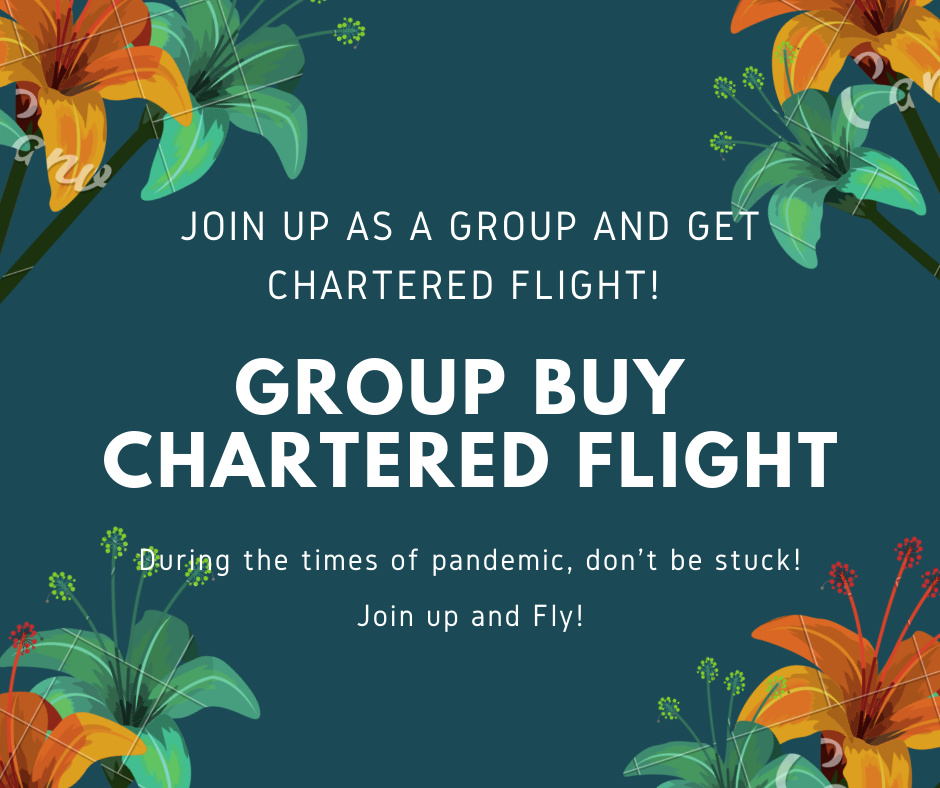 JOIN UP AS A GROUP AND GET
CHARTERED FLIGHT!
GROUP BUY
CHARTERED FLIGHT
During the times of pandemic, don't be stuck!
Join up and Fly!